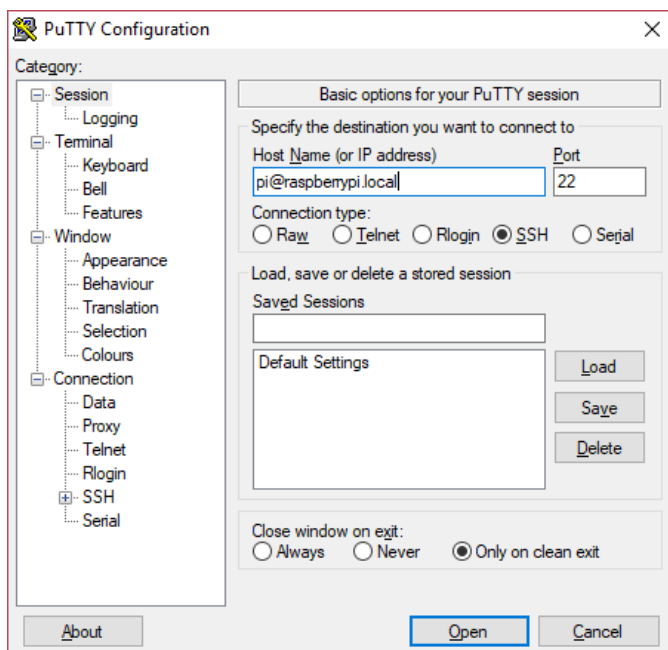 PuTTY Configuration
Category:
Session
Logging
Terminal
Keyboard
Bell
Features
Window
Appearance
Behaviour
Translation
Selection
Colours
Connection
Data
Proxy
Telnet
Rlogin
SSH
Serial
Basic options for your PuTTY session
Specify the destination you want to connect to
Host Name (or IP address) Port
pi@raspberrypi.local 22
Connection type:
Raw Telnet Rlogin SSH Serial
Load, save or delete a stored session
Saved Sessions
Default Settings
Load
Save
Delete
Close window on exit:
Always Never Only on clean exit
About Open Cancel